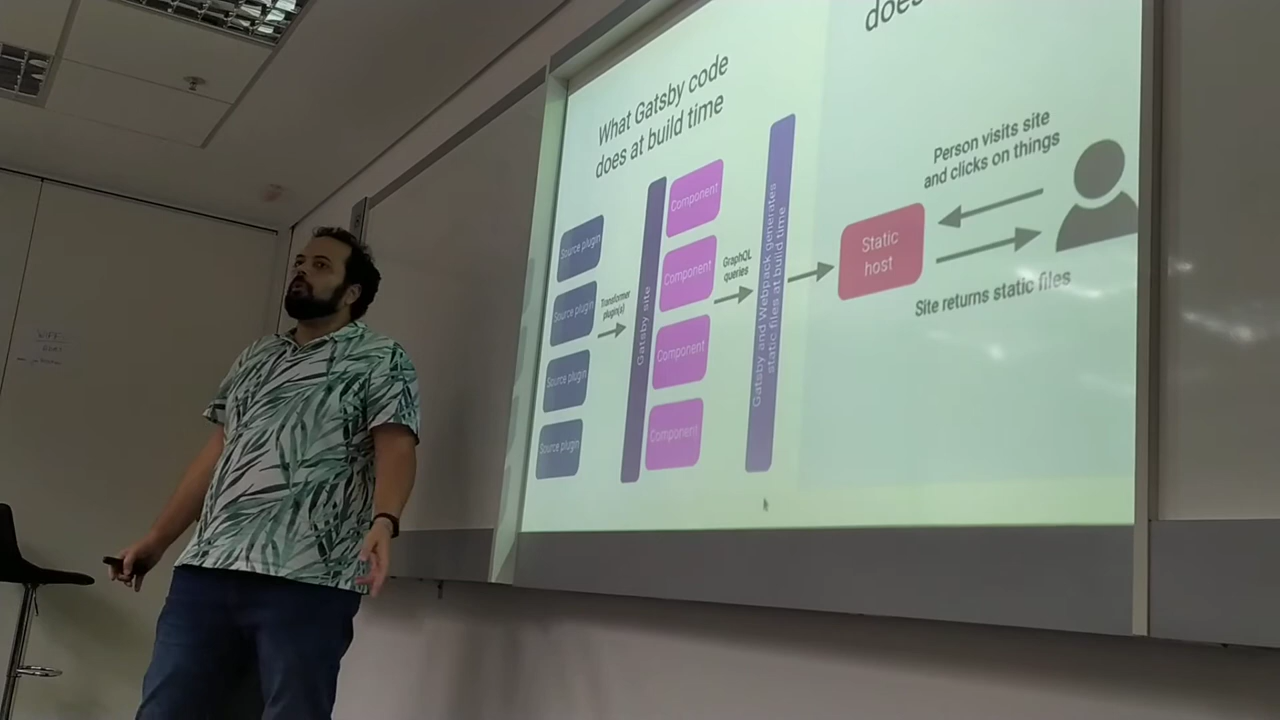 What Gatsby code
does at build time
does
Source plugin
Source plugin
Source plugin
Source plugin
Transformer
plugin(s)
Gatsby site
Component
Component
Component
Component
GraphQL
queries
Gatsby and Webpack generates
static files at build time
Static
host
Person visits site
and clicks on things
Site returns static files